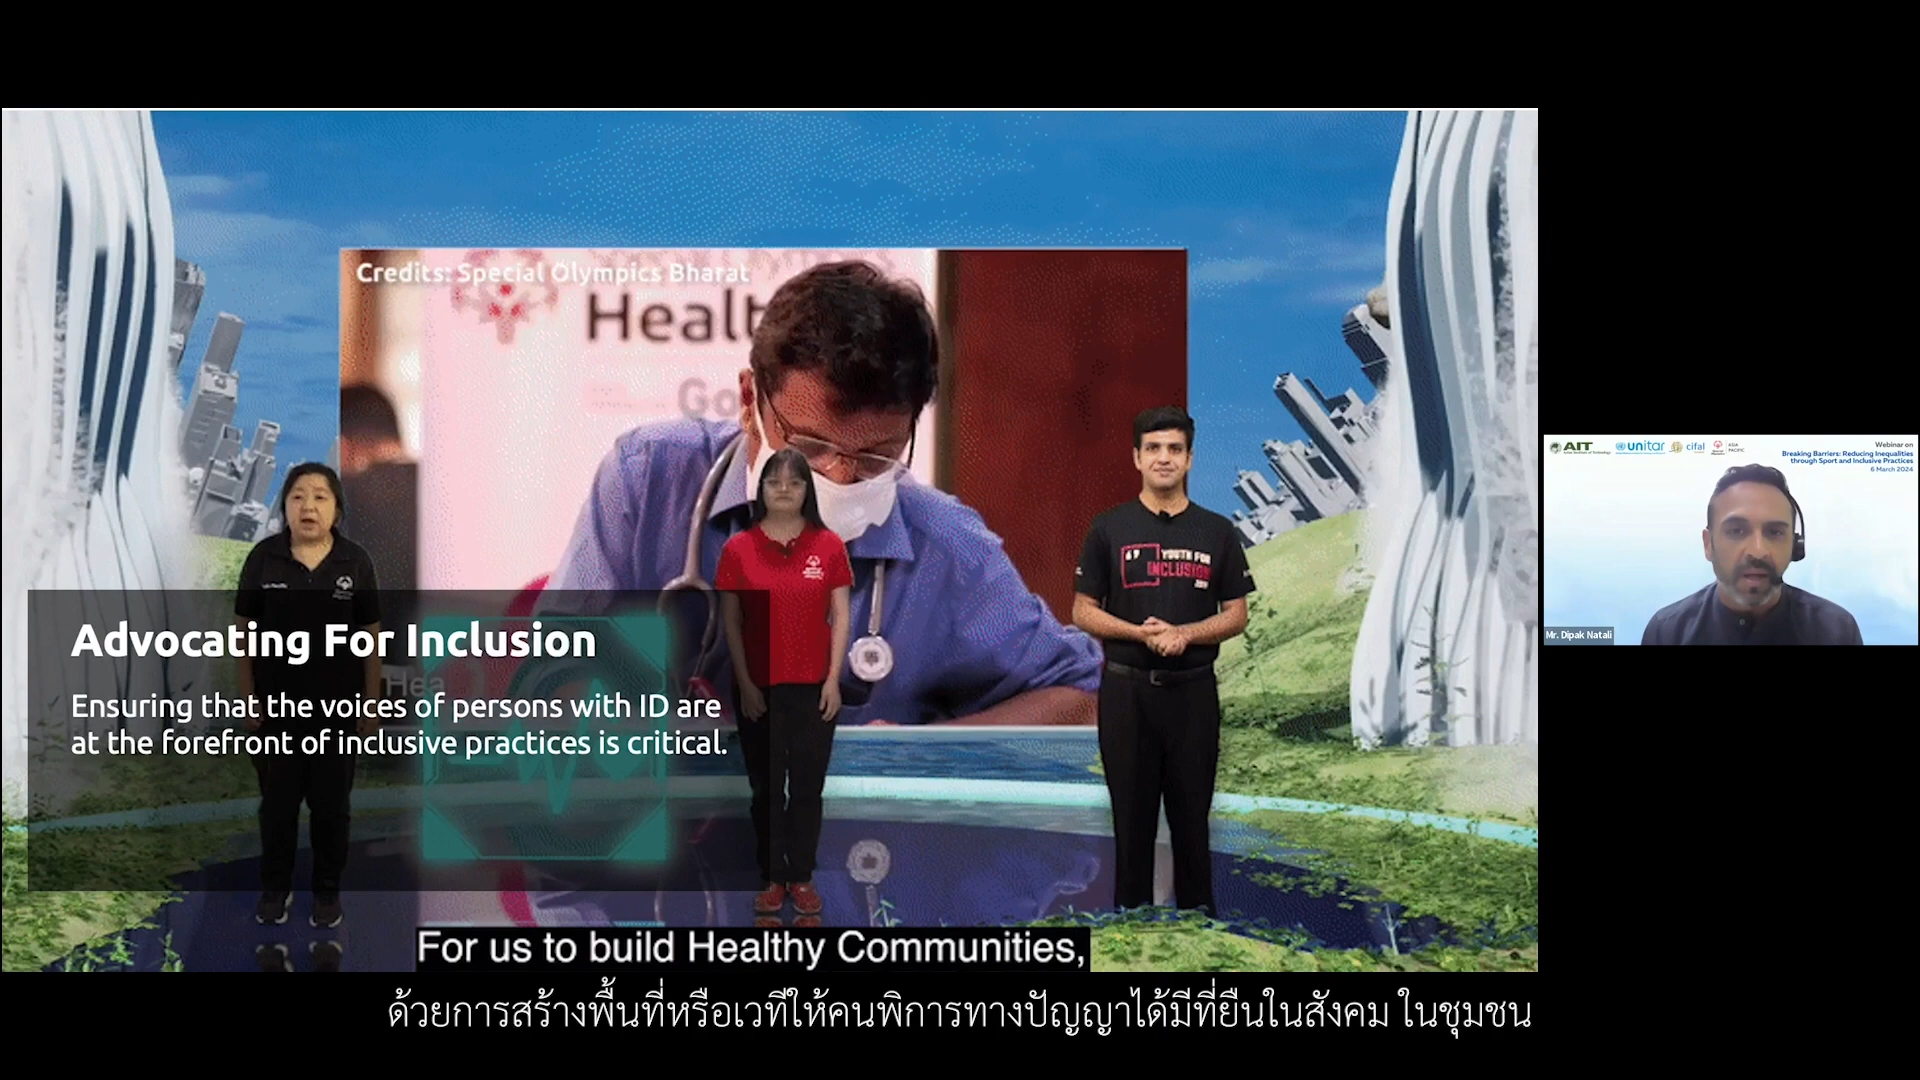 Credits: Special Olympics Bharat
Healt
Go
YOUTH FOR
INCLUSION
Hea
Advocating For Inclusion
Ensuring that the voices of persons with ID are
at the forefront of inclusive practices is critical.
For us to build Healthy Communities,
ด้วยการสร้างพื้นที่หรือเวทีให้คนพิการทางปัญญาได้มีที่ยืนในสังคม ในชุมชน
AIT
unitar
cifal
ASIA
PACIFIC
Webinar on
Breaking Barriers: Reducing Inequalities
through Sport and Inclusive Practices
6 March 2024
Mr. Dipak Natali